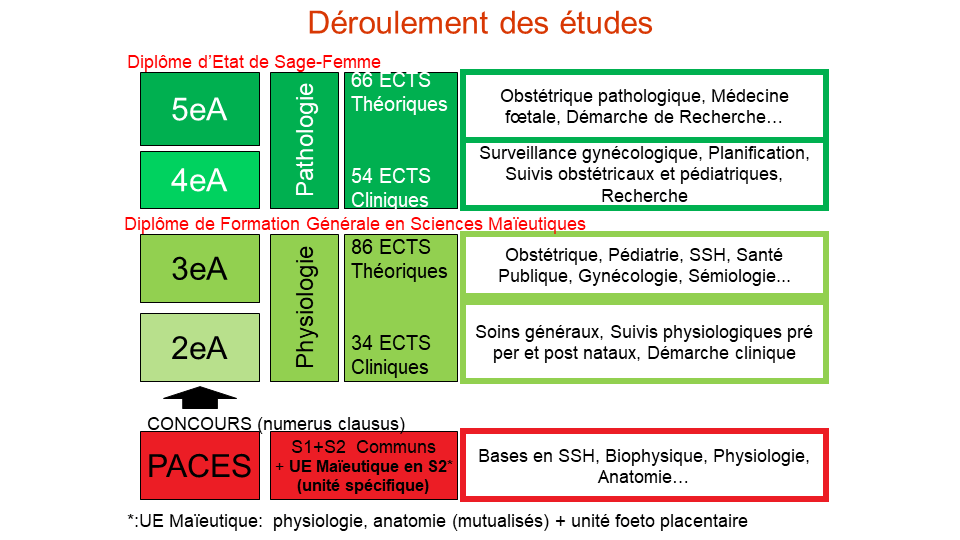 Déroulement des études
Diplôme d'Etat de Sage-Femme
5eA
Pathologie
66 ECTS
Théoriques
Obstétrique pathologique, Médecine
fœtale, Démarche de Recherche…
4eA
54 ECTS
Cliniques
Surveillance gynécologique, Planification,
Suivis obstétricaux et pédiatriques,
Recherche
Diplôme de Formation Générale en Sciences Maïeutiques
3eA
Physiologie
86 ECTS
Théoriques
Obstétrique, Pédiatrie, SSH, Santé
Publique, Gynécologie, Sémiologie...
2eA
34 ECTS
Cliniques
Soins généraux, Suivis physiologiques pré
per et post nataux, Démarche clinique
CONCOURS (numerus clausus)
PACES
S1+S2 Communs
+ UE Maïeutique en S2*
(unité spécifique)
Bases en SSH, Biophysique, Physiologie,
Anatomie…
*:UE Maïeutique: physiologie, anatomie (mutualisés) + unité foeto placentaire